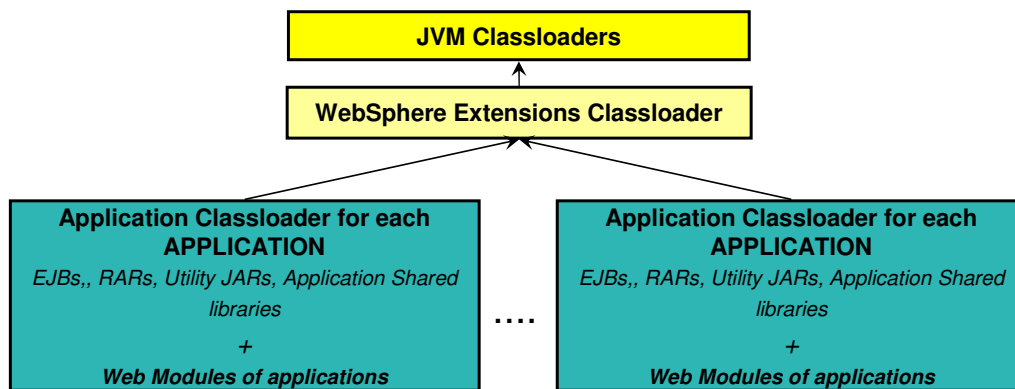 JVM Classloaders
WebSphere Extensions Classloader
Application Classloader for each
APPLICATION
EJBs,, RARs, Utility JARs, Application Shared
libraries
+
Web Modules of applications
....
Application Classloader for each
APPLICATION
EJBs,, RARs, Utility JARs, Application Shared
libraries
+
Web Modules of applications